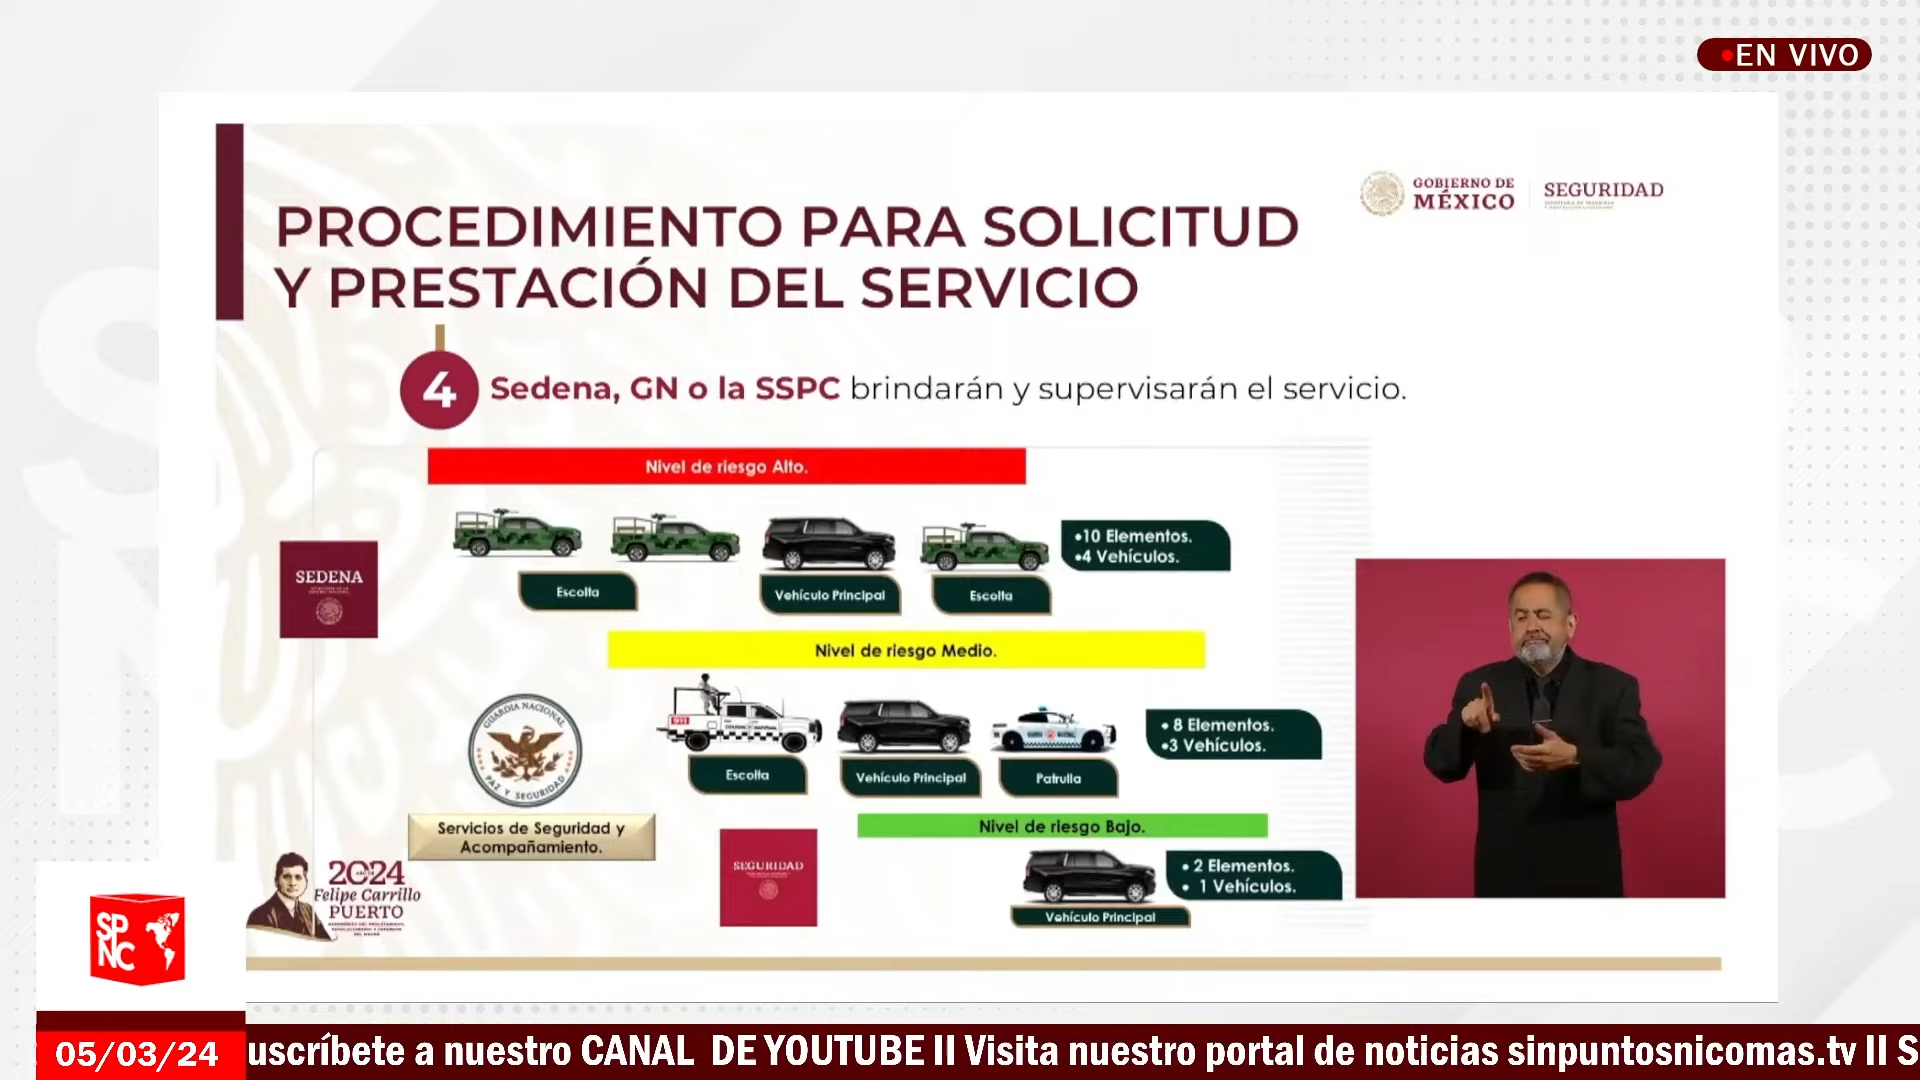 •EN VIVO
GOBIERNO DE
MÉXICO
SEGURIDAD
PROCEDIMIENTO PARA SOLICITUD
Y PRESTACIÓN DEL SERVICIO
4
Sedena, GN o la SSPC brindarán y supervisarán el servicio.
Nivel de riesgo Alto.
•10 Elementos.
•4 Vehículos.
SEDENA
Escolta
Vehículo Principal
Escolta
Nivel de riesgo Medio.
GUARDIA NACIONAL
PAZ Y SEGURIDAD
911
• 8 Elementos.
•3 Vehículos.
Escolta
Vehículo Principal
Patrulla
Servicios de Seguridad y
Acompañamiento.
Nivel de riesgo Bajo.
SEGURIDAD
• 2 Elementos.
• 1 Vehículos.
Vehículo Principal
2024
Felipe Carrillo
PUERTO
SP
NC
05/03/24
uscríbete a nuestro CANAL DE YOUTUBE II Visita nuestro portal de noticias sinpuntosnicomas.tv II S